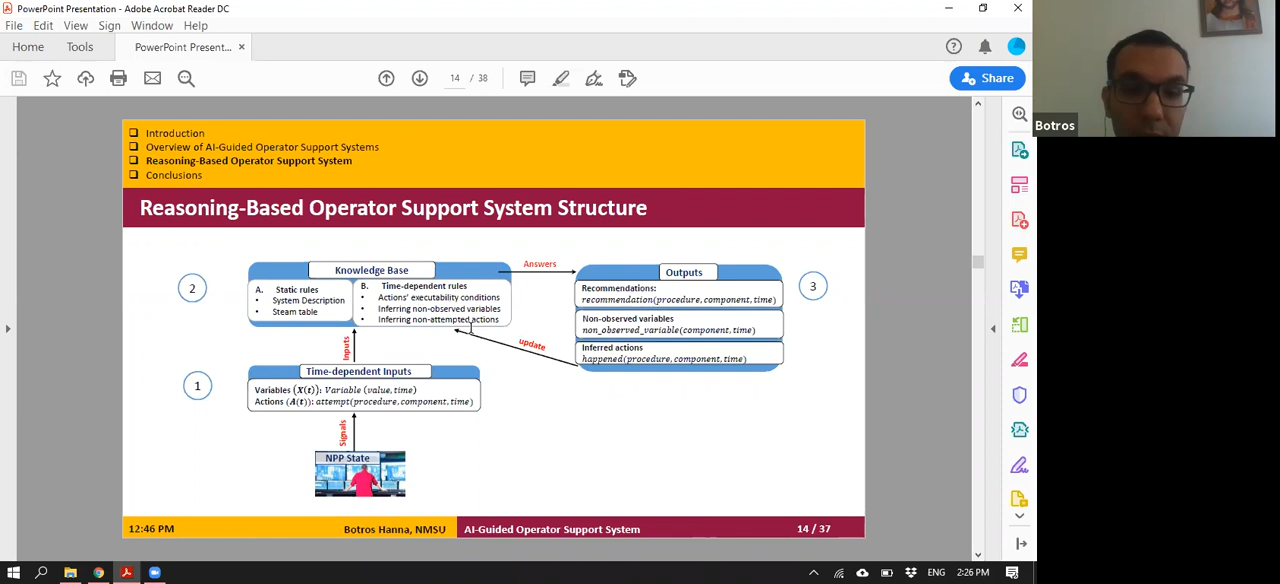 PowerPoint Presentation - Adobe Acrobat Reader DC
File Edit View Sign Window Help
Home Tools PowerPoint Present... ×
14 / 38
Share
Botros
Introduction
Overview of AI-Guided Operator Support Systems
Reasoning-Based Operator Support System
Conclusions
Reasoning-Based Operator Support System Structure
2
Knowledge Base
A. Static rules
• System Description
• Steam table
B. Time-dependent rules
• Actions' executability conditions
• Inferring non-observed variables
• Inferring non-attempted actions
Answers
Outputs
3
Recommendations:
recommendation(procedure, component, time)
Non-observed variables
non_observed_variable(component, time)
Inferred actions
happened(procedure, component, time)
update
Inputs
1
Time-dependent Inputs
Variables (X(t)): Variable (value, time)
Actions (A(t)): attempt(procedure, component, time)
Signals
NPP State
12:46 PM Botros Hanna, NMSU AI-Guided Operator Support System 14 / 37
ENG 2:26 PM